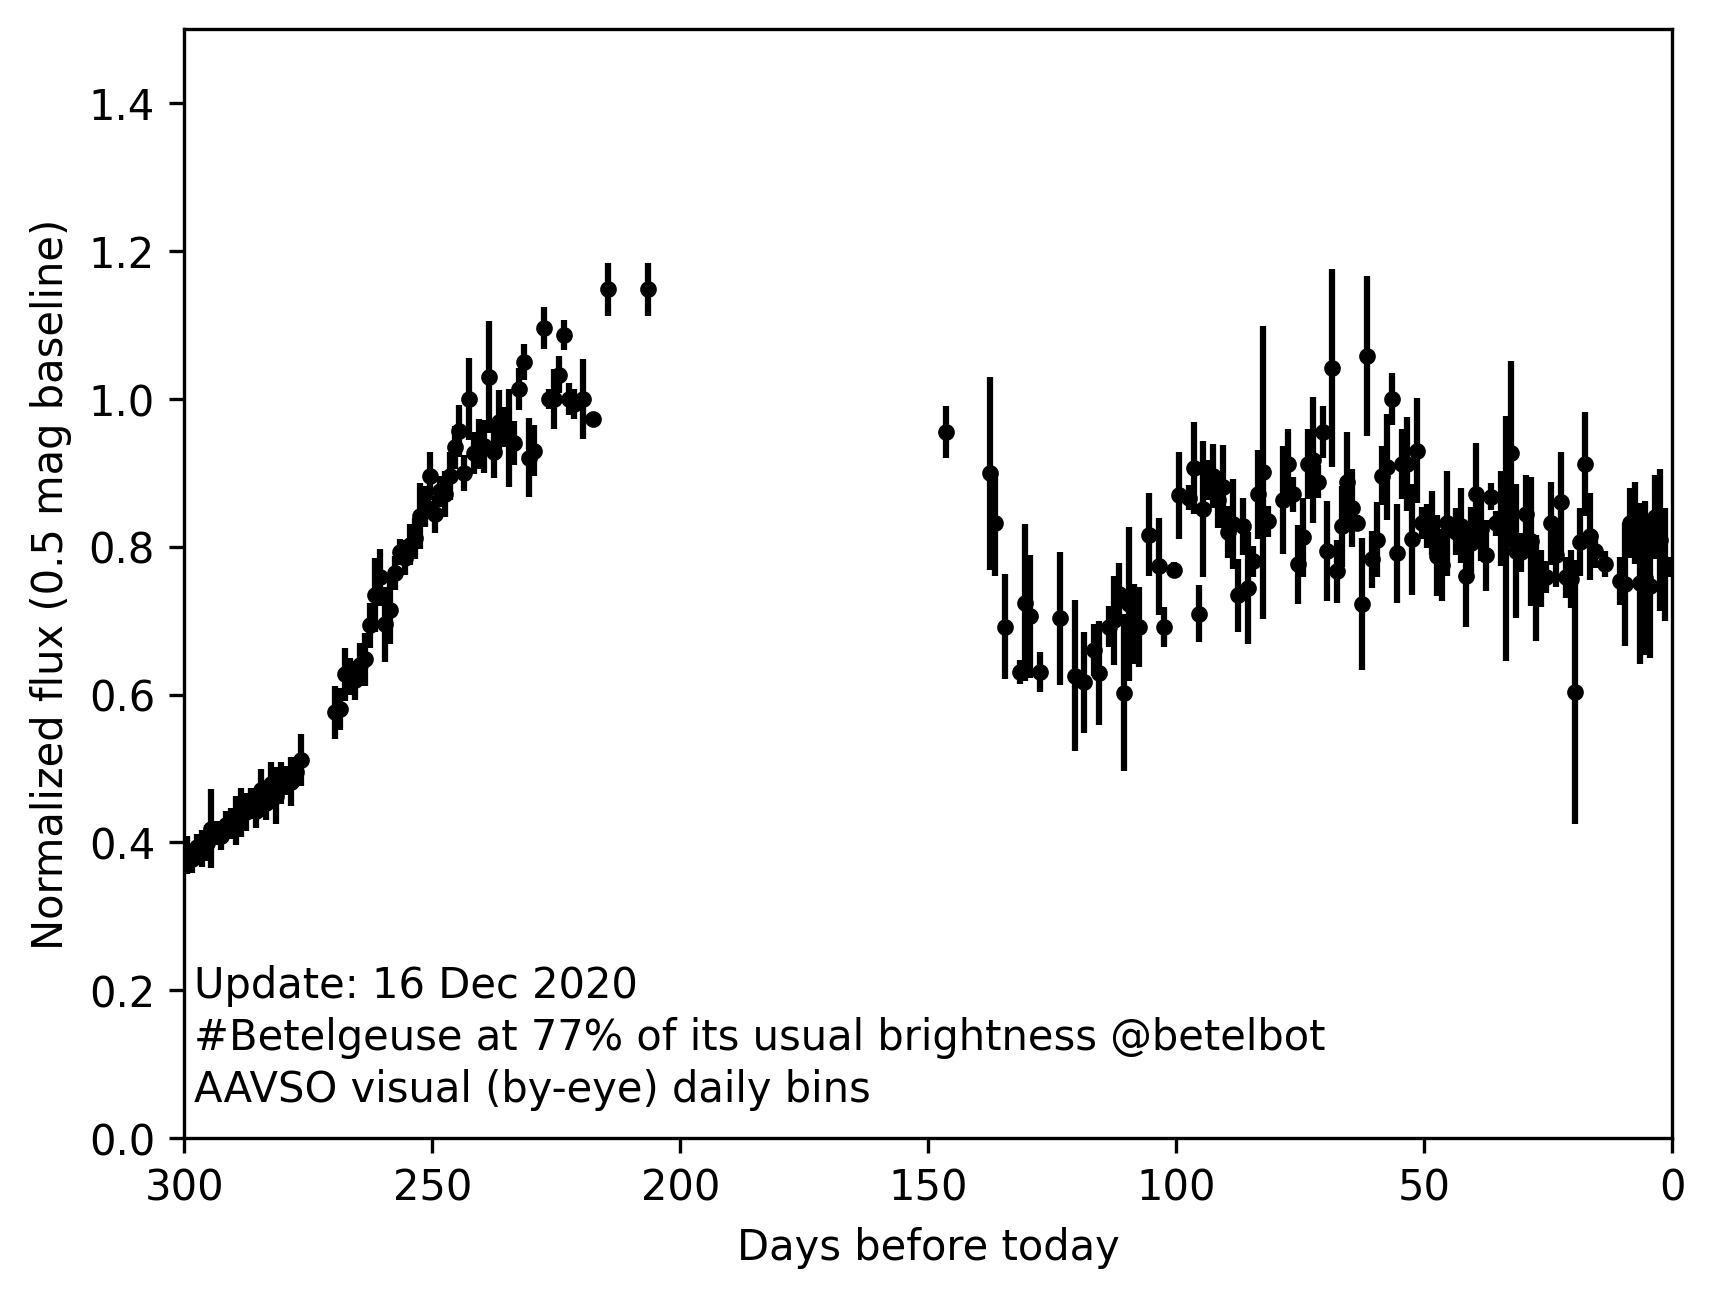 1.4
1.2
1.0
0.8
0.6
0.4
0.2
0.0
Normalized flux (0.5 mag baseline)
Update: 16 Dec 2020
#Betelgeuse at 77% of its usual brightness @betelbot
AAVSO visual (by-eye) daily bins
300 250 200 150 100 50 0
Days before today